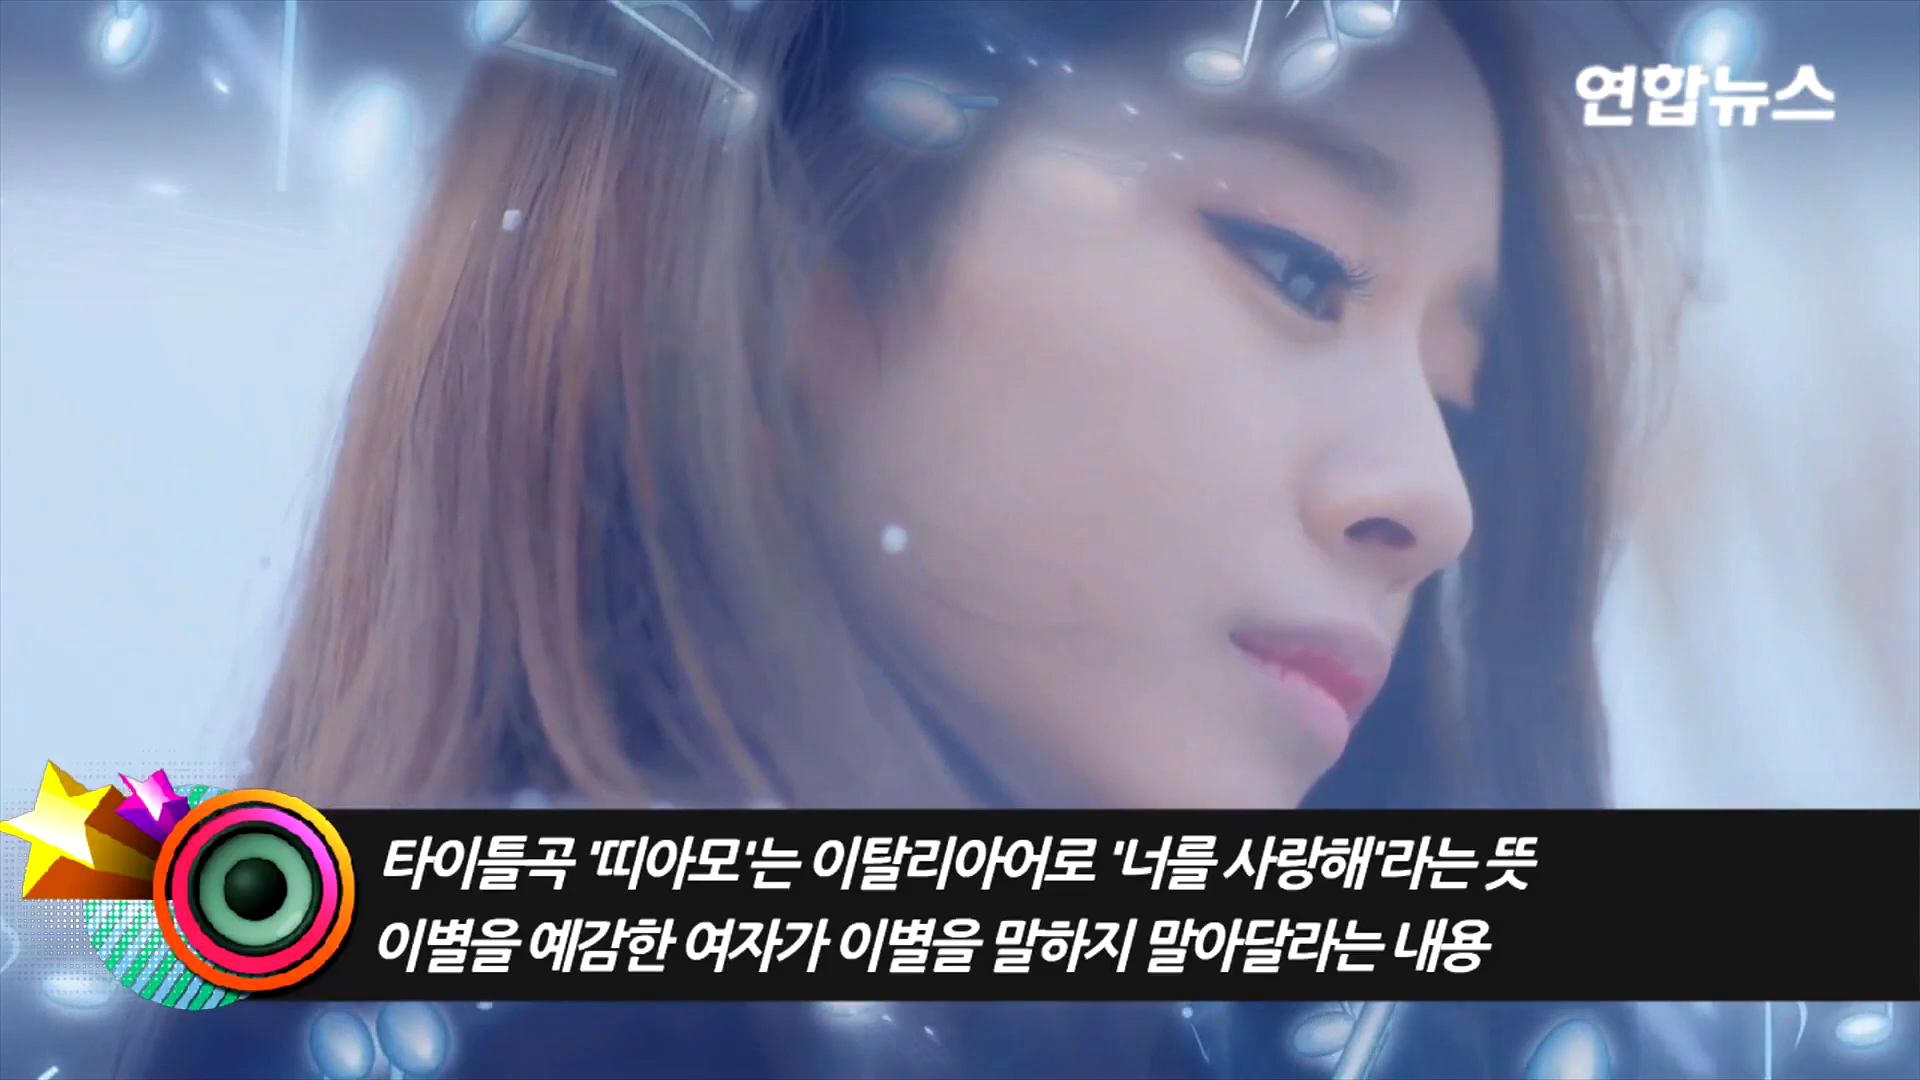 연합뉴스
타이틀곡 '띠아모'는 이탈리아어로 '너를 사랑해'라는 뜻
이별을 예감한 여자가 이별을 말하지 말아달라는 내용